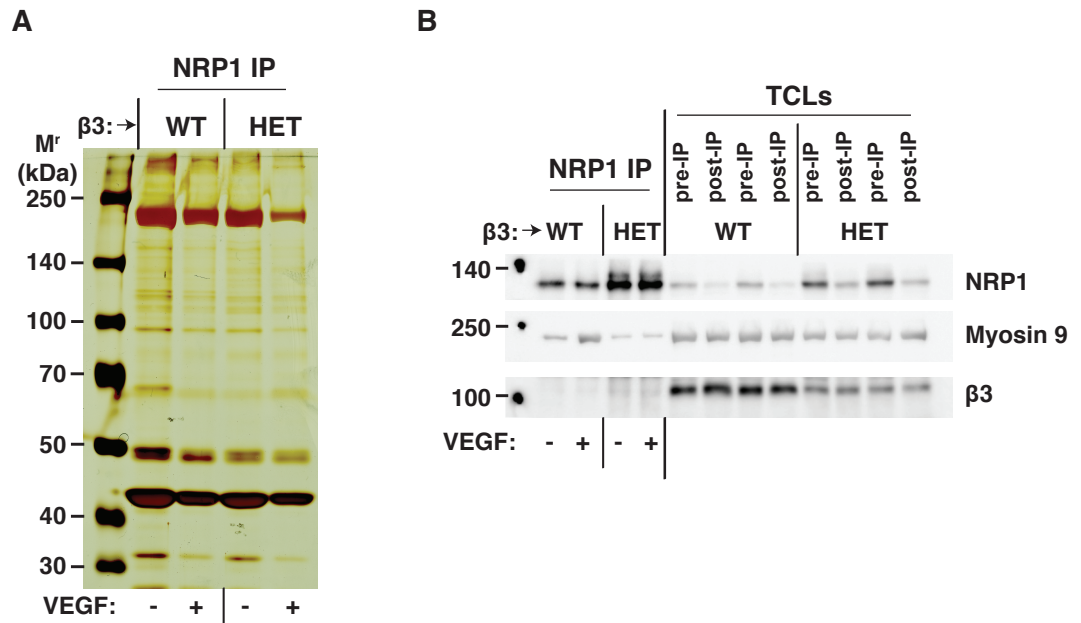 A
NRP1 IP
β3:→ WT HET
Mʳ
(kDa)
250
140
100
70
50
40
30
VEGF: - + - +
B
TCLs
pre-IP post-IP pre-IP post-IP pre-IP post-IP pre-IP post-IP
NRP1 IP
β3:→ WT HET WT HET
140 NRP1
250 Myosin 9
100 β3
VEGF: - + - +